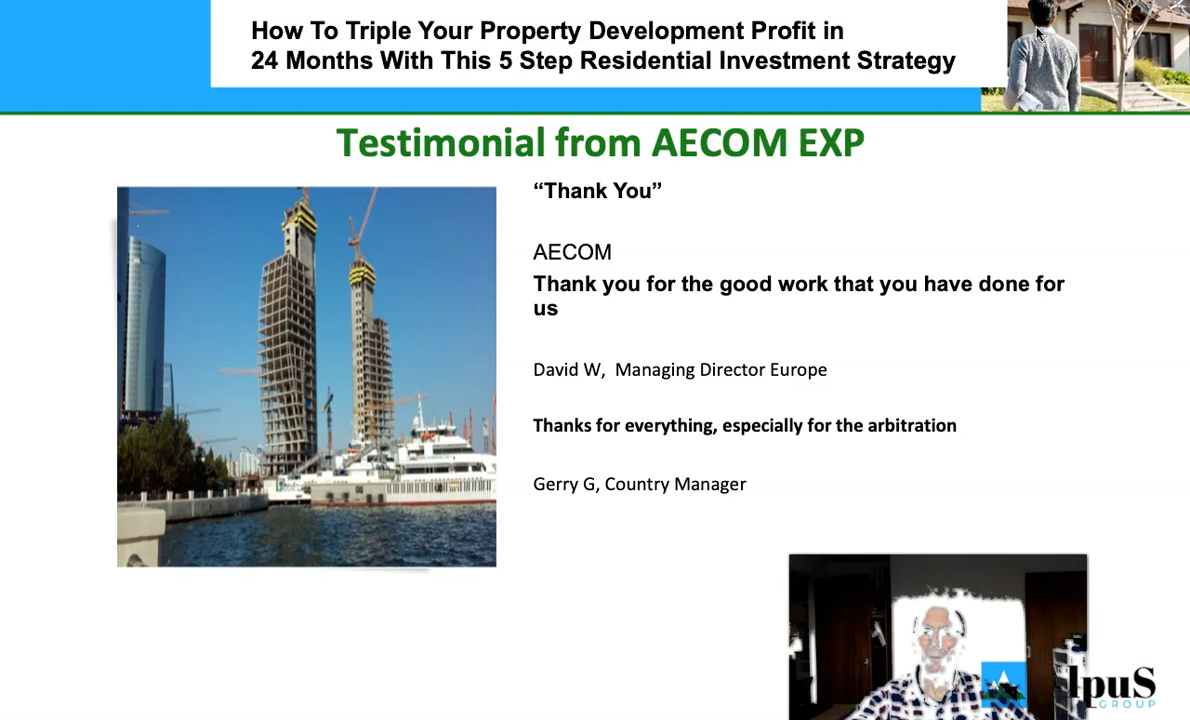 How To Triple Your Property Development Profit in
24 Months With This 5 Step Residential Investment Strategy
Testimonial from AECOM EXP
“Thank You”
AECOM
Thank you for the good work that you have done for
us
David W,  Managing Director Europe
Thanks for everything, especially for the arbitration
Gerry G, Country Manager
lpuS
GROUP